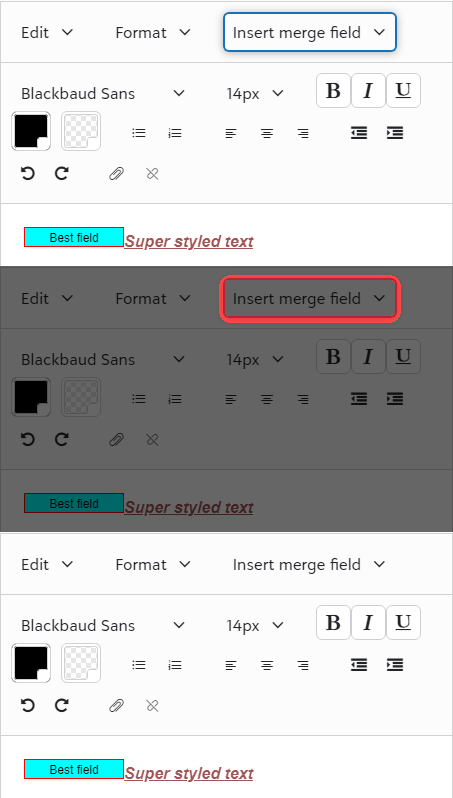 Edit Format Insert merge field
Blackbaud Sans 14px B I U
Best field Super styled text
Edit Format Insert merge field
Blackbaud Sans 14px B I U
Best field Super styled text
Edit Format Insert merge field
Blackbaud Sans 14px B I U
Best field Super styled text